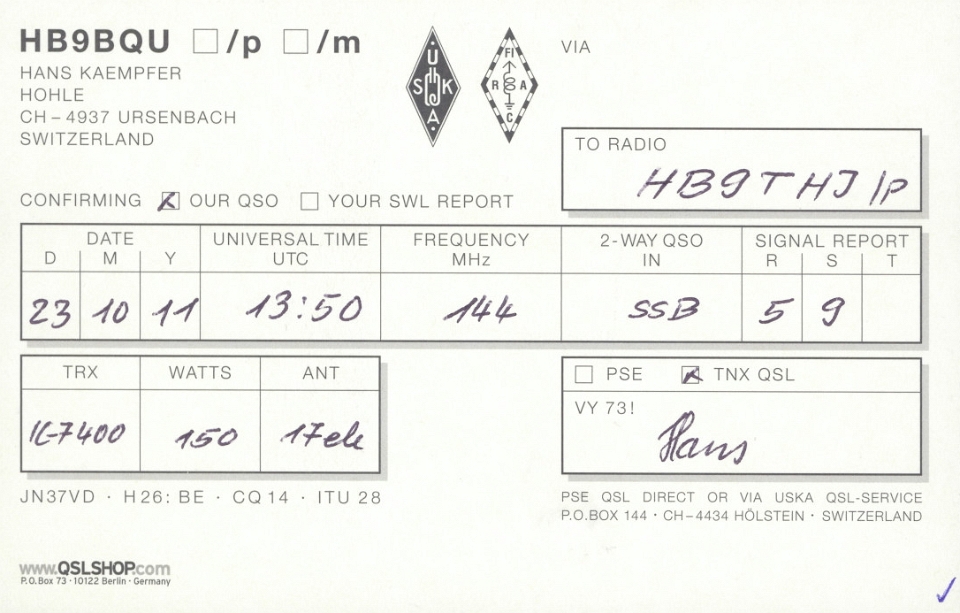 HB9BQU □/p □/m
HANS KAEMPFER
HOHLE
CH-4937 URSENBACH
SWITZERLAND
USKA
FIRAC
VIA
TO RADIO
HB9THJ/p
CONFIRMING ☒ OUR QSO □ YOUR SWL REPORT
DATE UNIVERSAL TIME FREQUENCY 2-WAY QSO SIGNAL REPORT
D M Y UTC MHz IN R S T
23 10 11 13:50 144 SSB 5 9
TRX WATTS ANT
IC-7400 150 17ele
□ PSE ☒ TNX QSL
VY 73!
Hans
JN37VD · H26: BE · CQ 14 · ITU 28
PSE QSL DIRECT OR VIA USKA QSL-SERVICE
P.O.BOX 144 · CH-4434 HÖLSTEIN · SWITZERLAND
www.QSLSHOP.com
P.O.Box 73 · 10122 Berlin · Germany